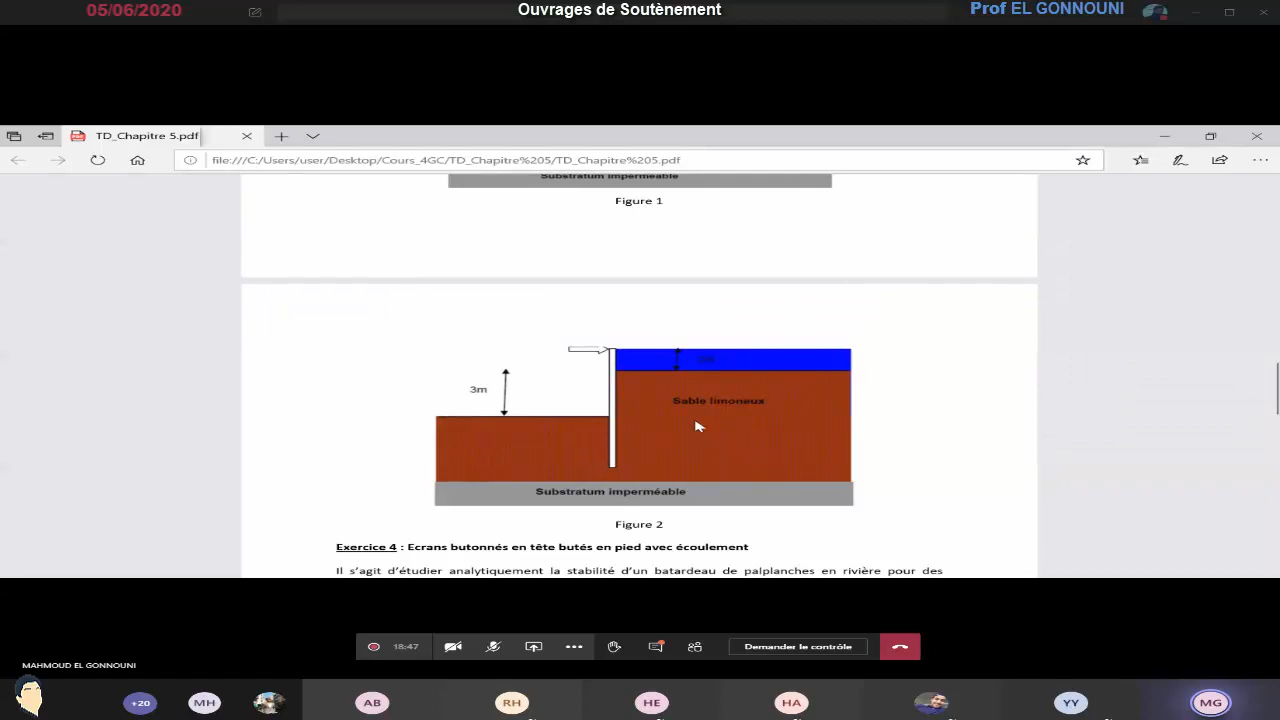 05/06/2020
Ouvrages de Soutènement
Prof EL GONNOUNI
TD_Chapitre 5.pdf
file:///C:/Users/user/Desktop/Cours_4GC/TD_Chapitre%205/TD_Chapitre%205.pdf
Substratum imperméable
Figure 1
3m
Sable limoneux
Substratum imperméable
Figure 2
Exercice 4 : Ecrans butonnés en tête butés en pied avec écoulement
Il s'agit d'étudier analytiquement la stabilité d'un batardeau de palplanches en rivière pour des
18:47
Demander le contrôle
MAHMOUD EL GONNOUNI
+20
MH
AB
RH
HE
HA
YY
MG